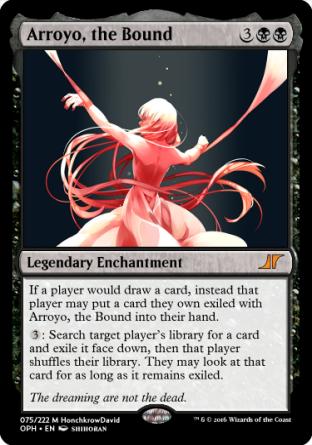 Arroyo, the Bound 3
Legendary Enchantment
If a player would draw a card, instead that
player may put a card they own exiled with
Arroyo, the Bound into their hand.
3: Search target player's library for a card
and exile it face down, then that player
shuffles their library. They may look at that
card for as long as it remains exiled.
The dreaming are not the dead.
075/222 M HonchkrowDavid
OPH • EN SHIHORAN
™ & © 2016 Wizards of the Coast